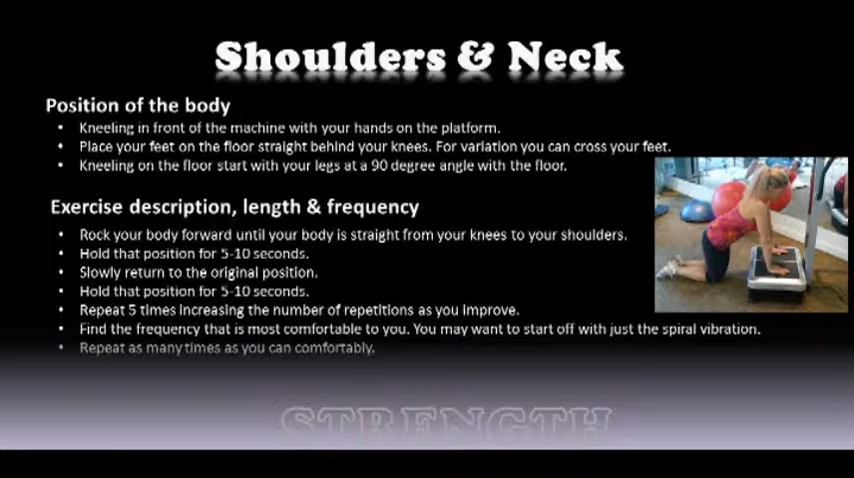 Shoulders & Neck
Position of the body
• Kneeling in front of the machine with your hands on the platform.
• Place your feet on the floor straight behind your knees. For variation you can cross your feet.
• Kneeling on the floor start with your legs at a 90 degree angle with the floor.
Exercise description, length & frequency
• Rock your body forward until your body is straight from your knees to your shoulders.
• Hold that position for 5-10 seconds.
• Slowly return to the original position.
• Hold that position for 5-10 seconds.
• Repeat 5 times increasing the number of repetitions as you improve.
• Find the frequency that is most comfortable to you. You may want to start off with just the spiral vibration.
• Repeat as many times as you can comfortably.
STRENGTH